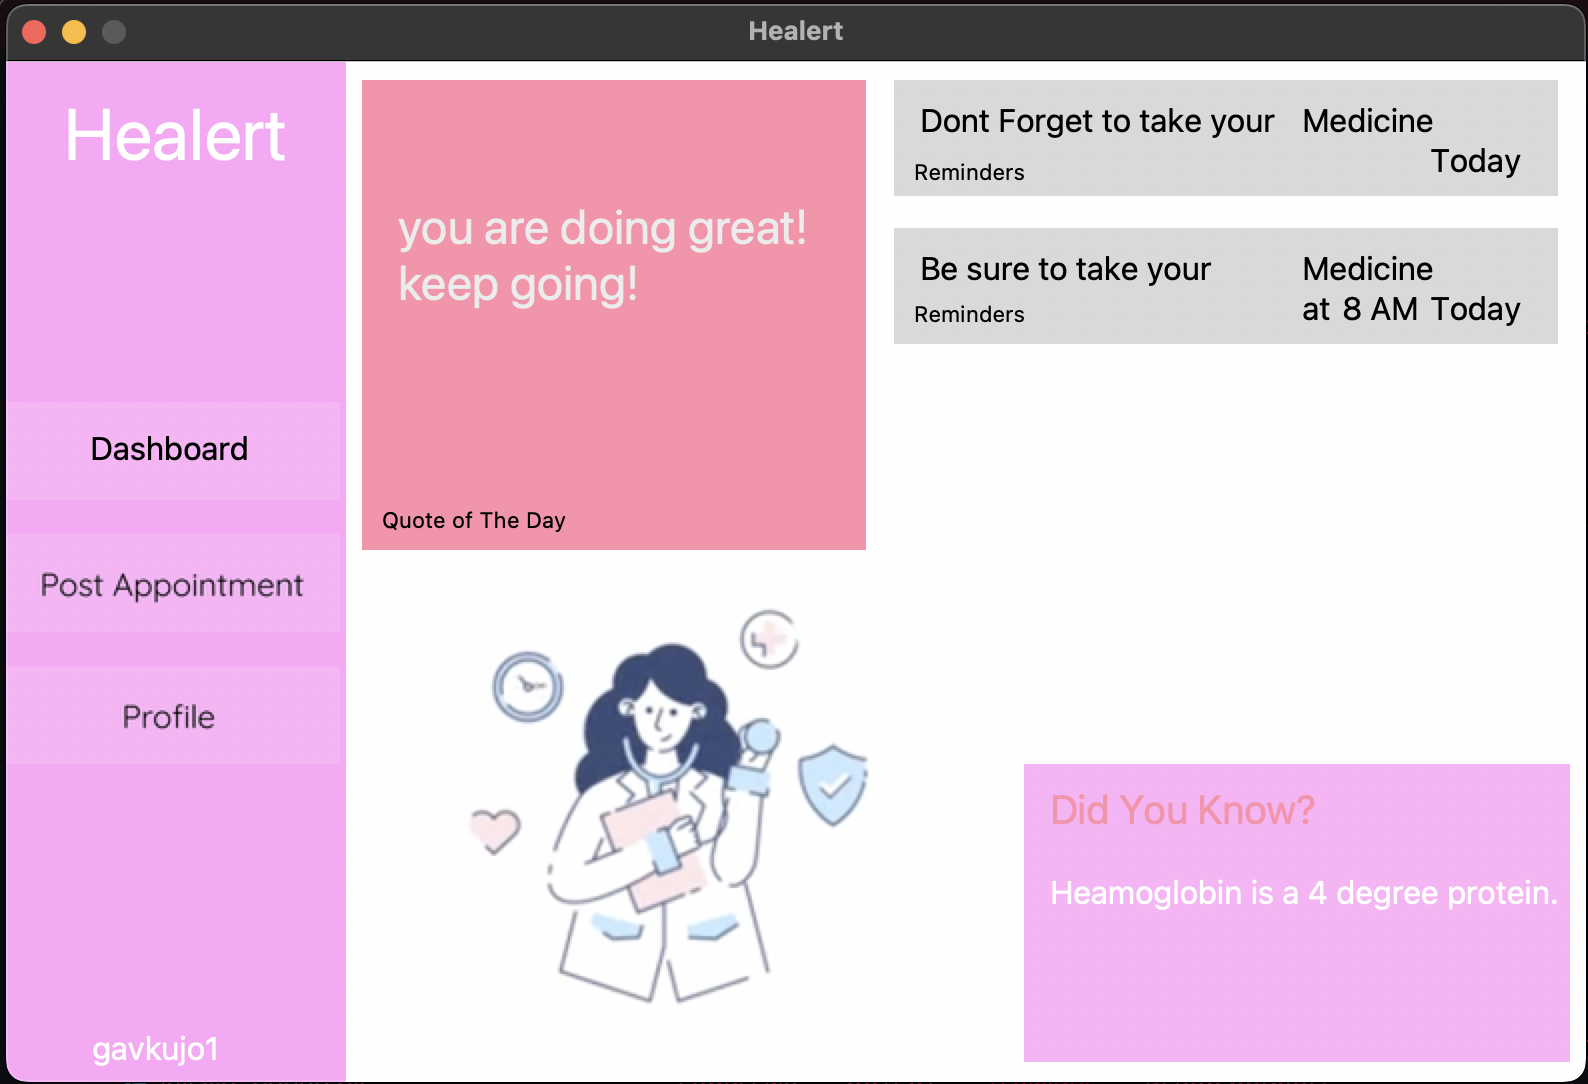 Healert
Healert
Dashboard
Post Appointment
Profile
gavkujo1
you are doing great!
keep going!
Quote of The Day
Dont Forget to take your Medicine
Reminders Today
Be sure to take your Medicine
Reminders at 8 AM Today
Did You Know?
Heamoglobin is a 4 degree protein.